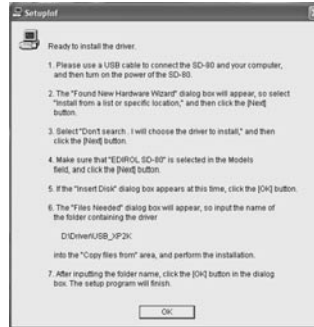 SetupInf
Ready to install the driver.
1. Please use a USB cable to connect the SD-80 and your computer,
and then turn on the power of the SD-80.
2. The "Found New Hardware Wizard" dialog box will appear, so select
"Install from a list or specific location," and then click the [Next]
button.
3. Select "Don't search. I will choose the driver to install," and then
click the [Next] button.
4. Make sure that "EDIROL SD-80" is selected in the Models
field, and click the [Next] button.
5. If the "Insert Disk" dialog box appears at this time, click the [OK] button.
6. The "Files Needed" dialog box will appear, so input the name of
the folder containing the driver
D:\Driver\USB_XP2K
into the "Copy files from" area, and perform the installation.
7. After inputting the folder name, click the [OK] button in the dialog
box. The setup program will finish.
OK